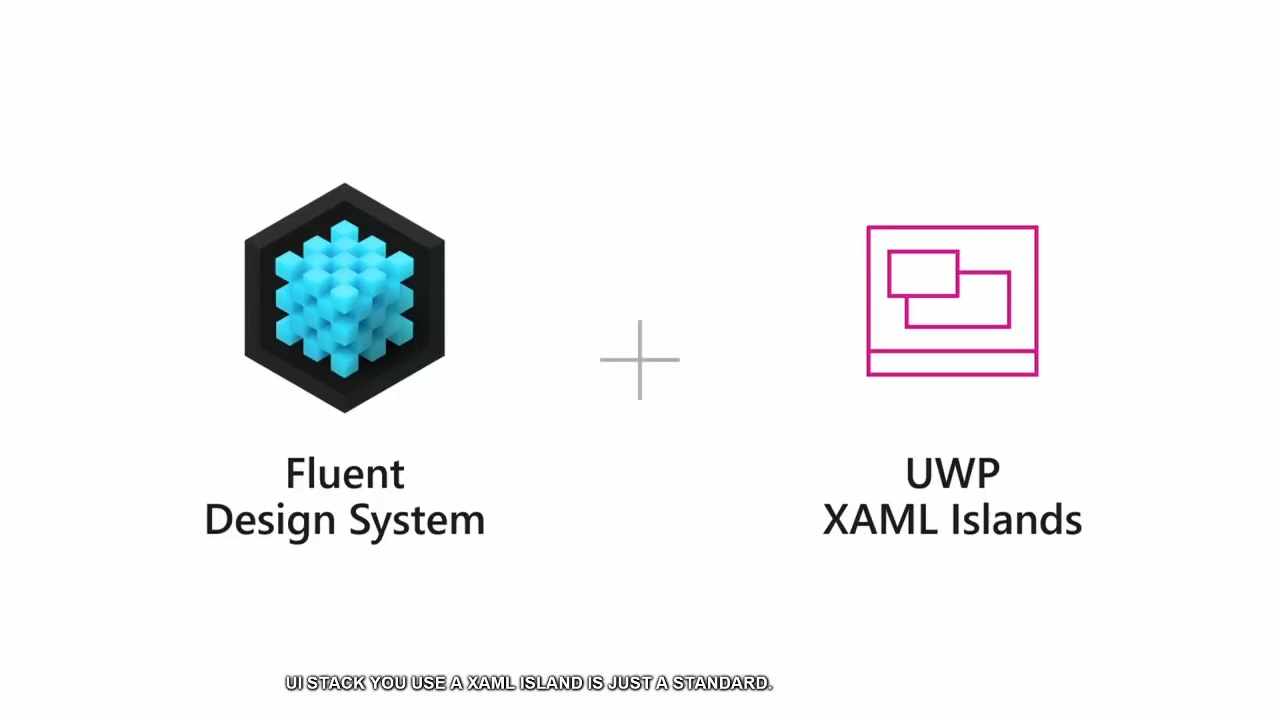 Fluent
Design System
UWP
XAML Islands
UI STACK YOU USE A XAML ISLAND IS JUST A STANDARD.